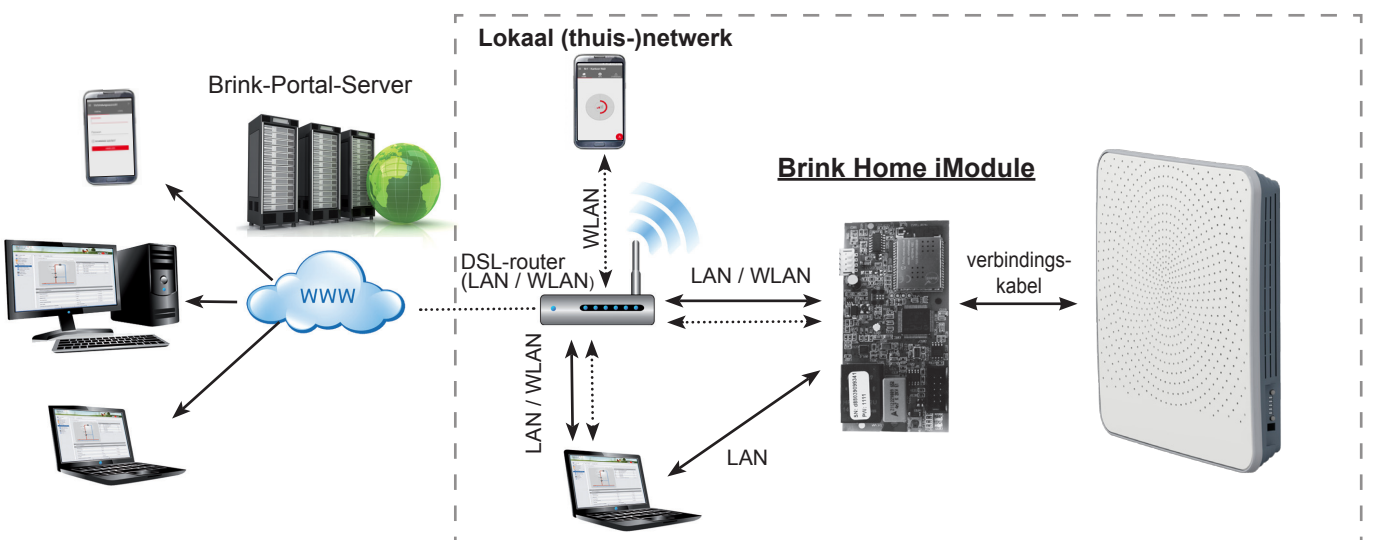 Lokaal (thuis-)netwerk
Brink-Portal-Server
WLAN
Brink Home iModule
DSL-router
(LAN / WLAN)
WWW
LAN / WLAN
verbindings-
kabel
LAN / WLAN
LAN
P/N: 1111